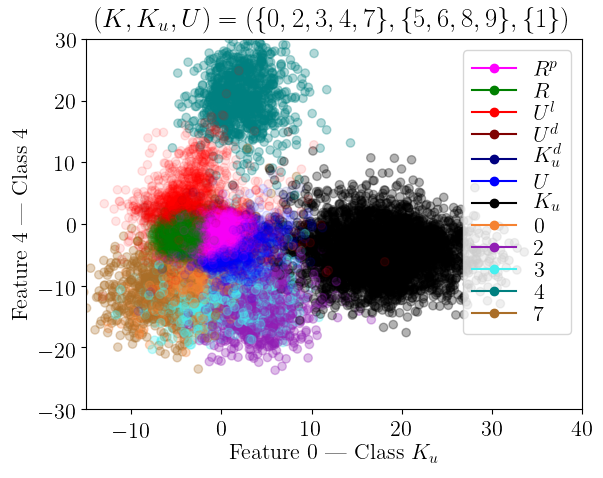 (K, K_u, U) = ({0, 2, 3, 4, 7}, {5, 6, 8, 9}, {1})
30
20
10
0
−10
−20
−30
Feature 4 — Class 4
−10
0
10
20
30
40
Feature 0 — Class K_u
R^p
R
U^l
U^d
K_u^d
U
K_u
0
2
3
4
7